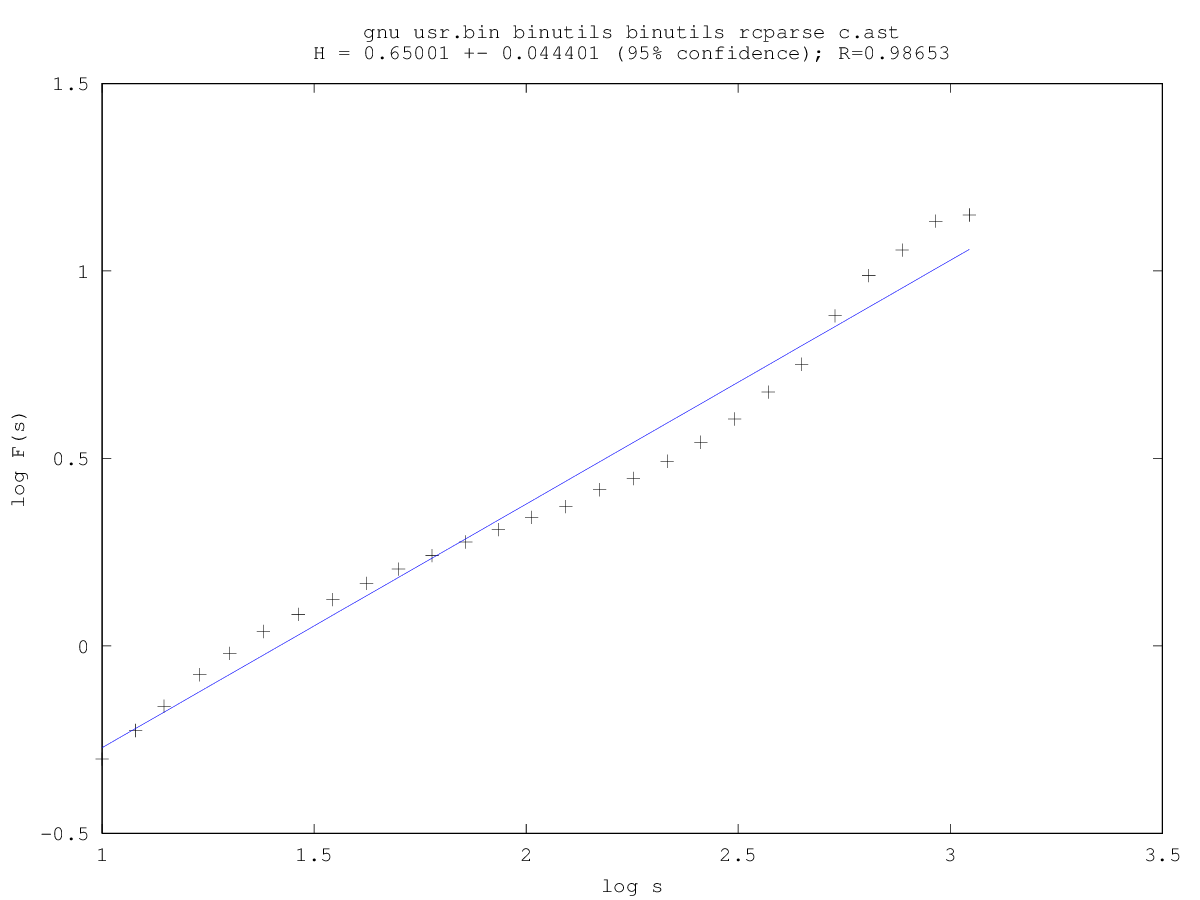 gnu usr.bin binutils binutils rcparse c.ast
H = 0.65001 +- 0.044401 (95% confidence); R=0.98653
1.5
1
0.5
0
-0.5
log F(s)
1 1.5 2 2.5 3 3.5
log s